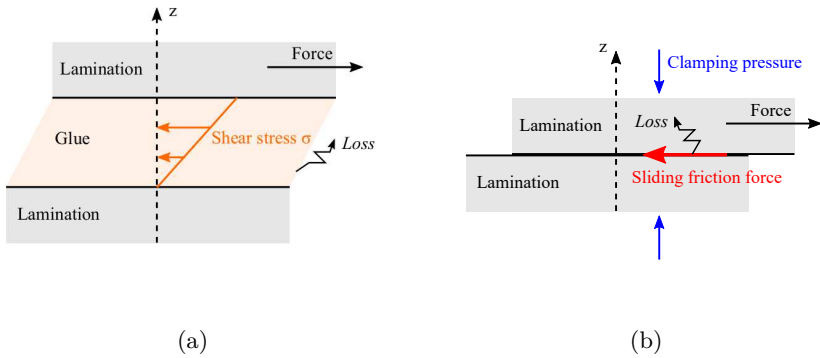 z
Force
Lamination
Glue
Shear stress σ
Loss
Lamination
(a)
z
Clamping pressure
Force
Loss
Lamination
Sliding friction force
Lamination
(b)